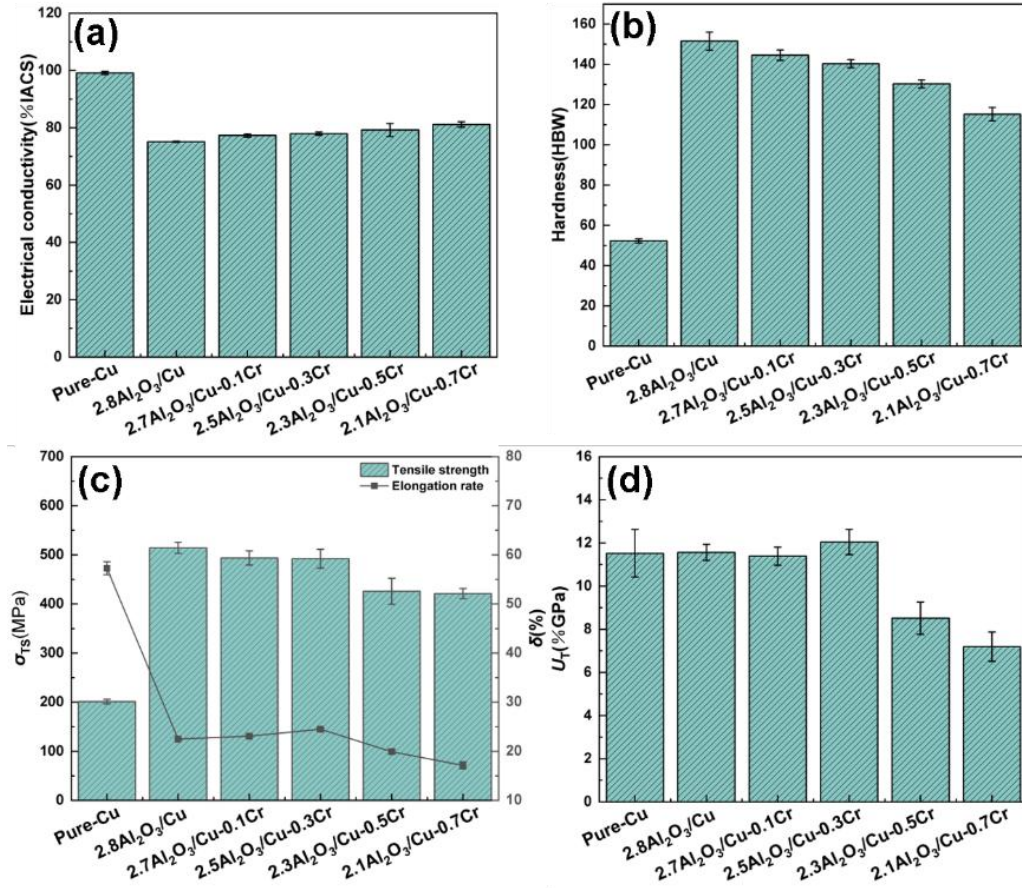 (a)
Electrical conductivity(%IACS)
120
100
80
60
40
20
0
Pure-Cu
2.8Al₂O₃/Cu
2.7Al₂O₃/Cu-0.1Cr
2.5Al₂O₃/Cu-0.3Cr
2.3Al₂O₃/Cu-0.5Cr
2.1Al₂O₃/Cu-0.7Cr
(b)
Hardness(HBW)
160
140
120
100
80
60
40
20
0
Pure-Cu
2.8Al₂O₃/Cu
2.7Al₂O₃/Cu-0.1Cr
2.5Al₂O₃/Cu-0.3Cr
2.3Al₂O₃/Cu-0.5Cr
2.1Al₂O₃/Cu-0.7Cr
(c)
Tensile strength
Elongation rate
σTS(MPa)
700
600
500
400
300
200
100
0
δ(%)
80
70
60
50
40
30
20
10
Pure-Cu
2.8Al₂O₃/Cu
2.7Al₂O₃/Cu-0.1Cr
2.5Al₂O₃/Cu-0.3Cr
2.3Al₂O₃/Cu-0.5Cr
2.1Al₂O₃/Cu-0.7Cr
(d)
UT(%GPa)
16
14
12
10
8
6
4
2
0
Pure-Cu
2.8Al₂O₃/Cu
2.7Al₂O₃/Cu-0.1Cr
2.5Al₂O₃/Cu-0.3Cr
2.3Al₂O₃/Cu-0.5Cr
2.1Al₂O₃/Cu-0.7Cr